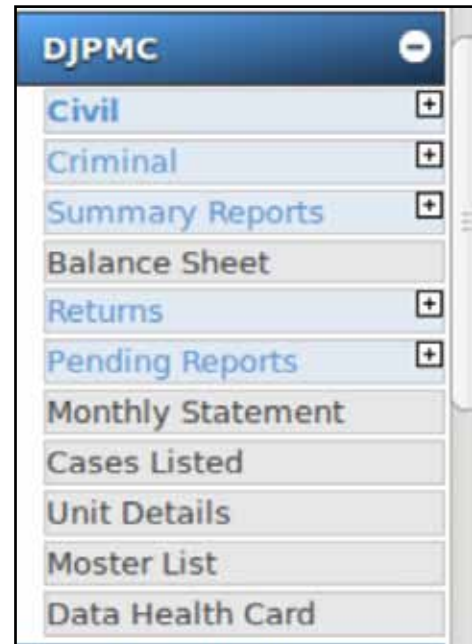 DJPMC
Civil
Criminal
Summary Reports
Balance Sheet
Returns
Pending Reports
Monthly Statement
Cases Listed
Unit Details
Moster List
Data Health Card